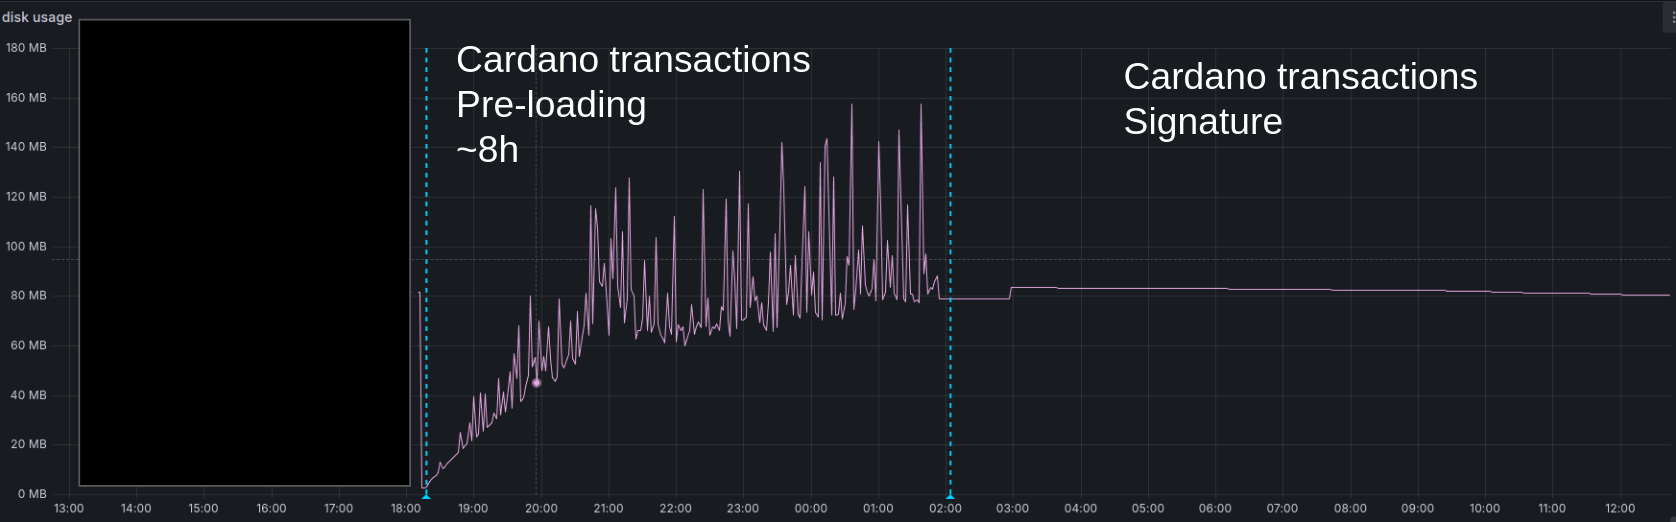 disk usage
Cardano transactions
Pre-loading
~8h
Cardano transactions
Signature
180 MB
160 MB
140 MB
120 MB
100 MB
80 MB
60 MB
40 MB
20 MB
0 MB
13:00 14:00 15:00 16:00 17:00 18:00 19:00 20:00 21:00 22:00 23:00 00:00 01:00 02:00 03:00 04:00 05:00 06:00 07:00 08:00 09:00 10:00 11:00 12:00